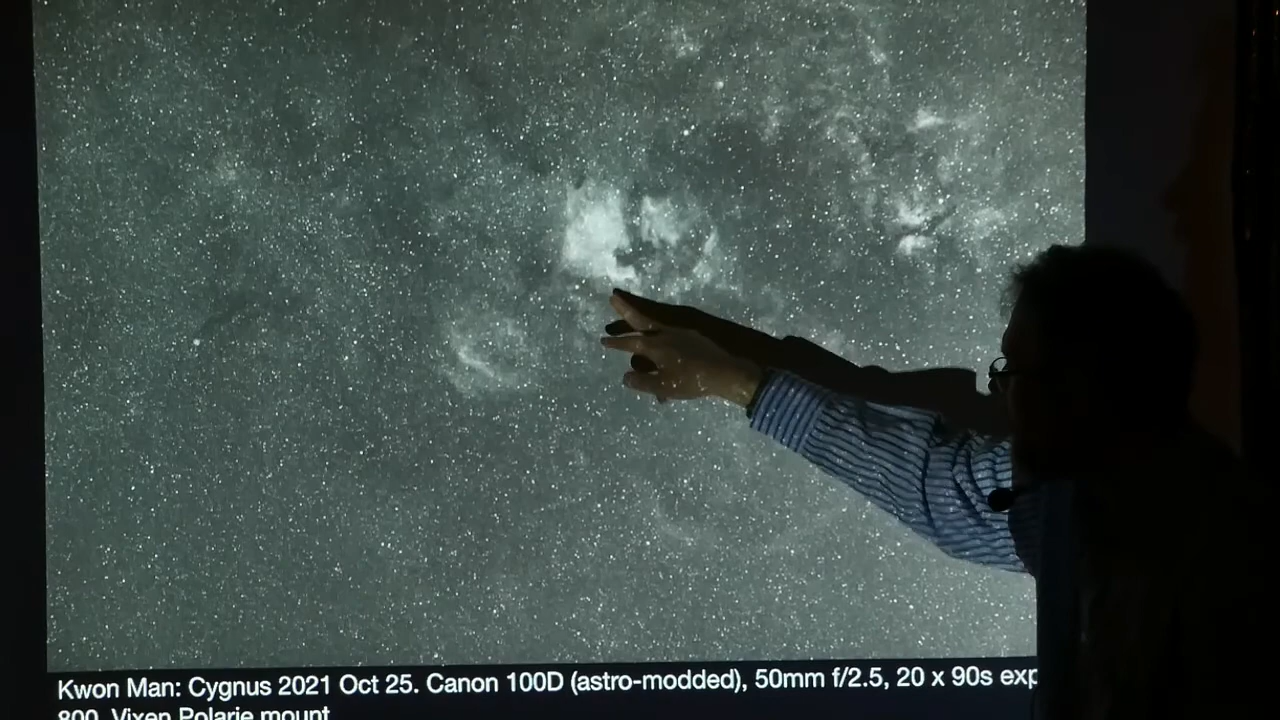 Kwon Man: Cygnus 2021 Oct 25. Canon 100D (astro-modded), 50mm f/2.5, 20 x 90s exp
800, Vixen Polarie mount